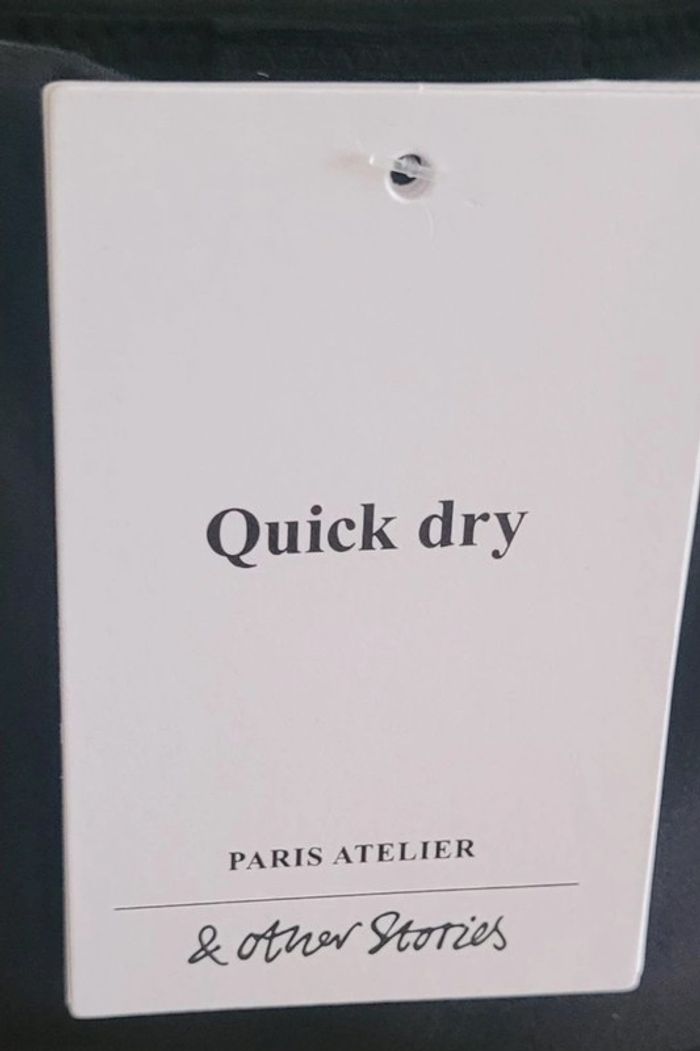 Quick dry
PARIS ATELIER
& other Stories